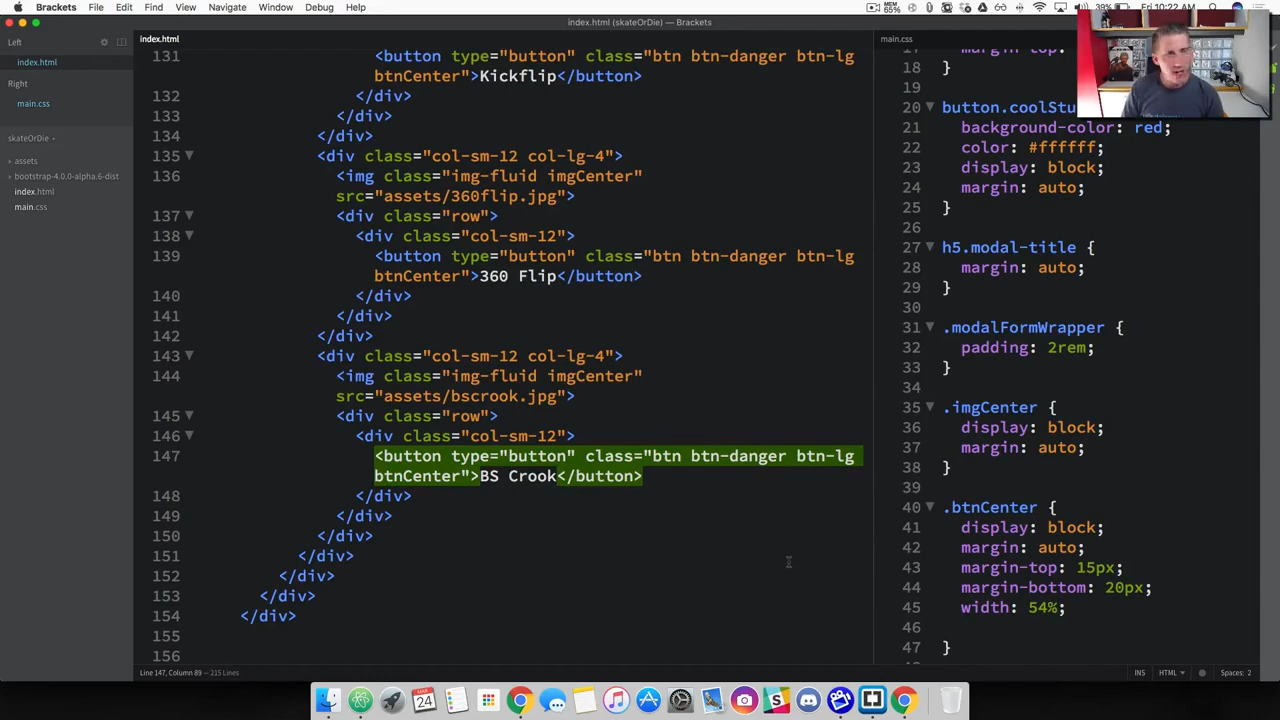 Brackets File Edit Find View Navigate Window Debug Help
MEM 65% 39% Fri 10:22 AM
index.html (skateOrDie) — Brackets
Left
index.html
Right
main.css
skateOrDie
assets
bootstrap-4.0.0-alpha.6-dist
index.html
main.css
index.html
131 <button type="button" class="btn btn-danger btn-lg
btnCenter">Kickflip</button>
132 </div>
133 </div>
134 </div>
135 <div class="col-sm-12 col-lg-4">
136 <img class="img-fluid imgCenter"
src="assets/360flip.jpg">
137 <div class="row">
138 <div class="col-sm-12">
139 <button type="button" class="btn btn-danger btn-lg
btnCenter">360 Flip</button>
140 </div>
141 </div>
142 </div>
143 <div class="col-sm-12 col-lg-4">
144 <img class="img-fluid imgCenter"
src="assets/bscrook.jpg">
145 <div class="row">
146 <div class="col-sm-12">
147 <button type="button" class="btn btn-danger btn-lg
btnCenter">BS Crook</button>
148 </div>
149 </div>
150 </div>
151 </div>
152 </div>
153 </div>
154 </div>
155
156
main.css
18 }
19
20 button.coolStu
21 background-color: red;
22 color: #ffffff;
23 display: block;
24 margin: auto;
25 }
26
27 h5.modal-title {
28 margin: auto;
29 }
30
31 .modalFormWrapper {
32 padding: 2rem;
33 }
34
35 .imgCenter {
36 display: block;
37 margin: auto;
38 }
39
40 .btnCenter {
41 display: block;
42 margin: auto;
43 margin-top: 15px;
44 margin-bottom: 20px;
45 width: 54%;
46
47 }
Line 147, Column 89 — 215 Lines
INS HTML Spaces: 2
24